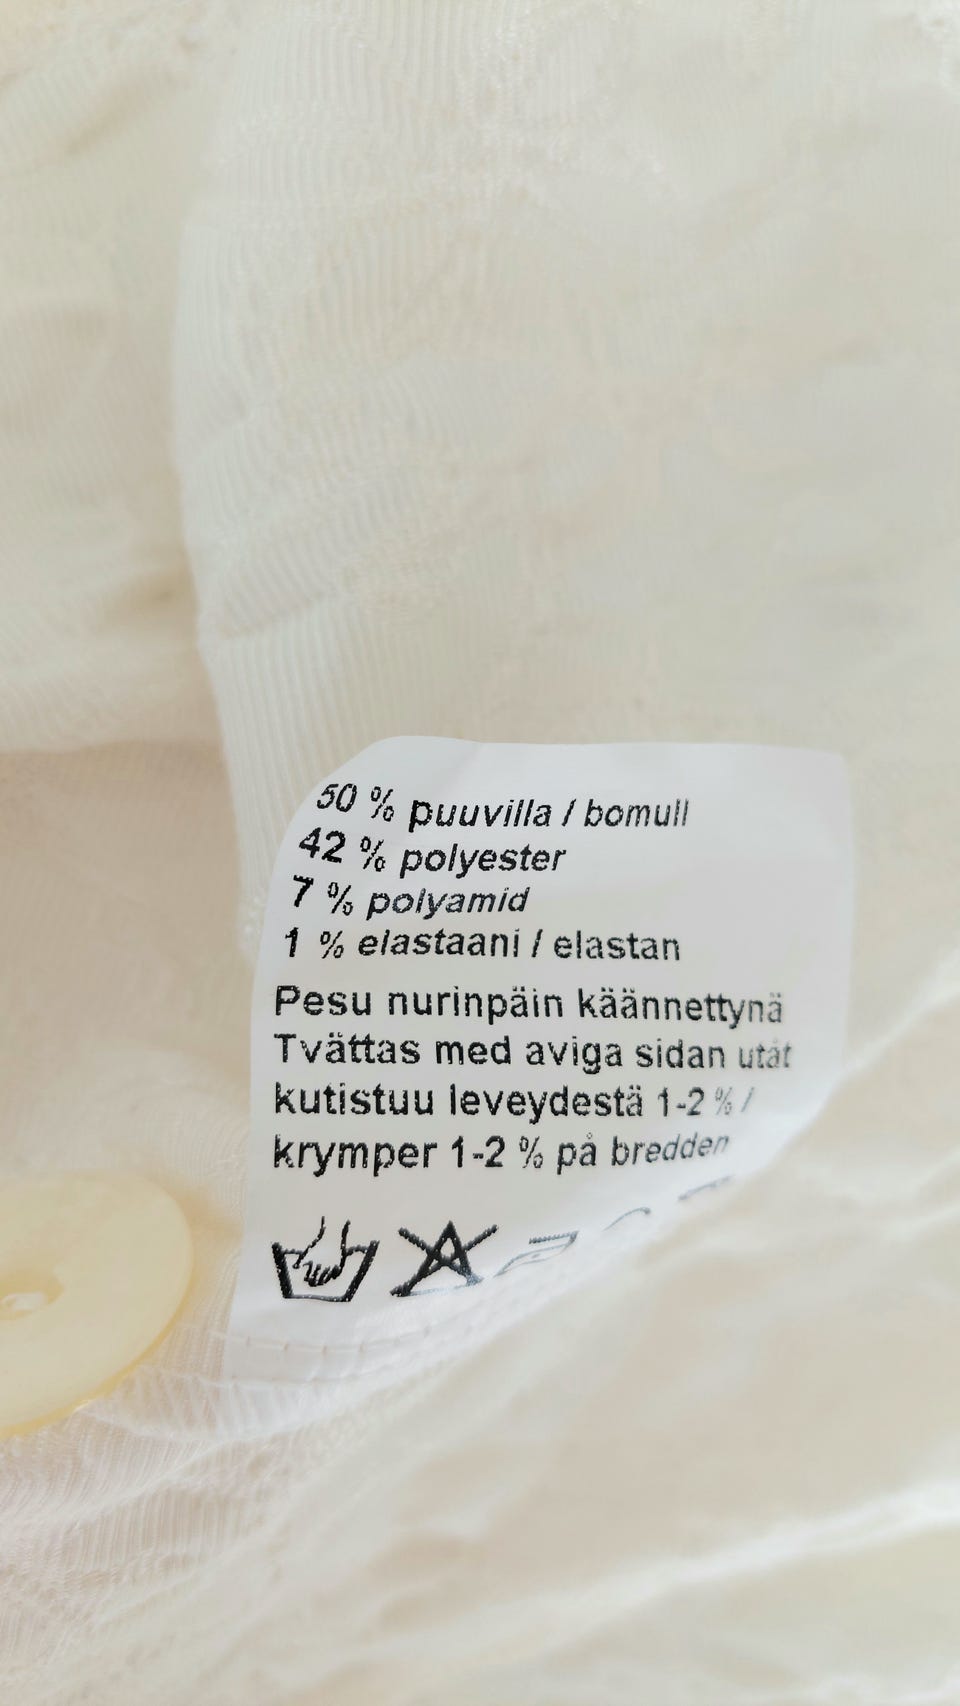 50 % puuvilla / bomull
42 % polyester
7 % polyamid
1 % elastaani / elastan
Pesu nurinpäin käännettynä
Tvättas med aviga sidan utåt
kutistuu leveydestä 1-2 % /
krymper 1-2 % på bredden